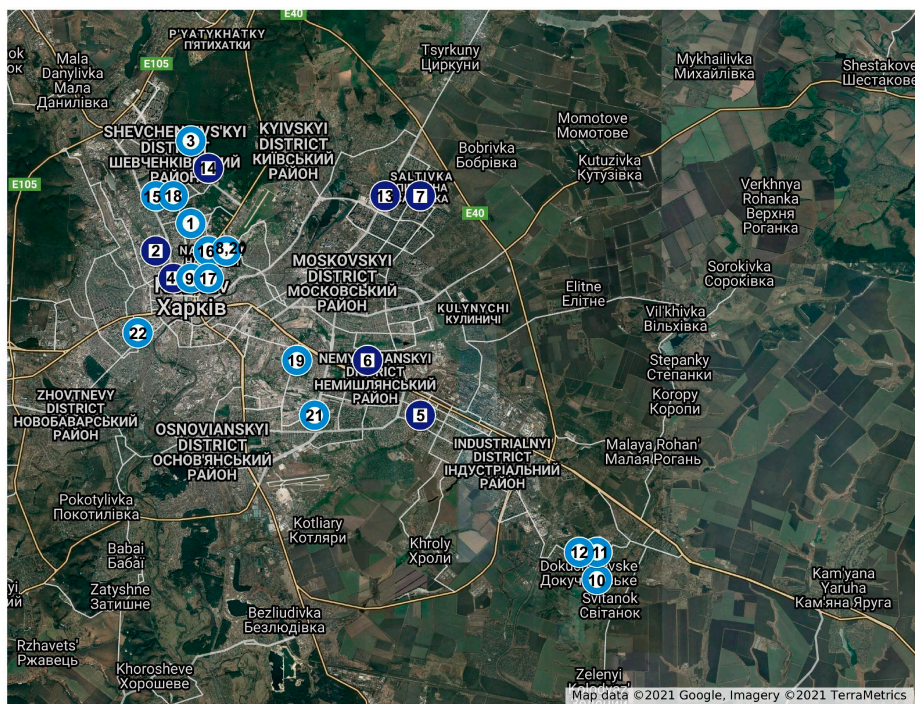 E40
P'YATYKHATKY
П'ЯТИХАТКИ
Tsyrkuny
Циркуни
Mala
Danylivka
Мала
Данилівка
E105
Mykhailivka
Михайлівка
Shestakove
Шестакове
Momotove
Момотове
SHEVCHENKIVS'KYI
DISTRICT
ШЕВЧЕНКІВСЬКИЙ
РАЙОН
3
14
KYIVSKYI
DISTRICT
КИЇВСЬКИЙ
РАЙОН
Bobrivka
Бобрівка
Kutuzivka
Кутузівка
E105
15
18
SALTIVKA
13
7
E40
Verkhnya
Rohanka
Верхня
Роганка
1
2
16
8,20
4
9
17
Харків
MOSKOVSKYI
DISTRICT
МОСКОВСЬКИЙ
РАЙОН
Sorokivka
Сороківка
Elitne
Елітне
KULYNYCHI
КУЛИНИЧІ
Vil'khivka
Вільхівка
22
19
6
DISTRICT
НЕМИШЛЯНСЬКИЙ
РАЙОН
Stepanky
Степанки
Koropy
Коропи
ZHOVTNEVY
DISTRICT
НОВОБАВАРСЬКИЙ
РАЙОН
21
5
OSNOVIANSKYI
DISTRICT
ОСНОВ'ЯНСЬКИЙ
РАЙОН
INDUSTRIALNYI
DISTRICT
ІНДУСТРІАЛЬНИЙ
РАЙОН
Malaya Rohan'
Малая Рогань
Pokotylivka
Покотилівка
Kotliary
Котляри
Khroly
Хроли
Babai
Бабаї
12
11
10
Svitanok
Світанок
Kam'yana
Yaruha
Кам'яна Яруга
Zatyshne
Затишне
Bezliudivka
Безлюдівка
Rzhavets'
Ржавець
Khorosheve
Хорошеве
Zelenyi
Map data ©2021 Google, Imagery ©2021 TerraMetrics